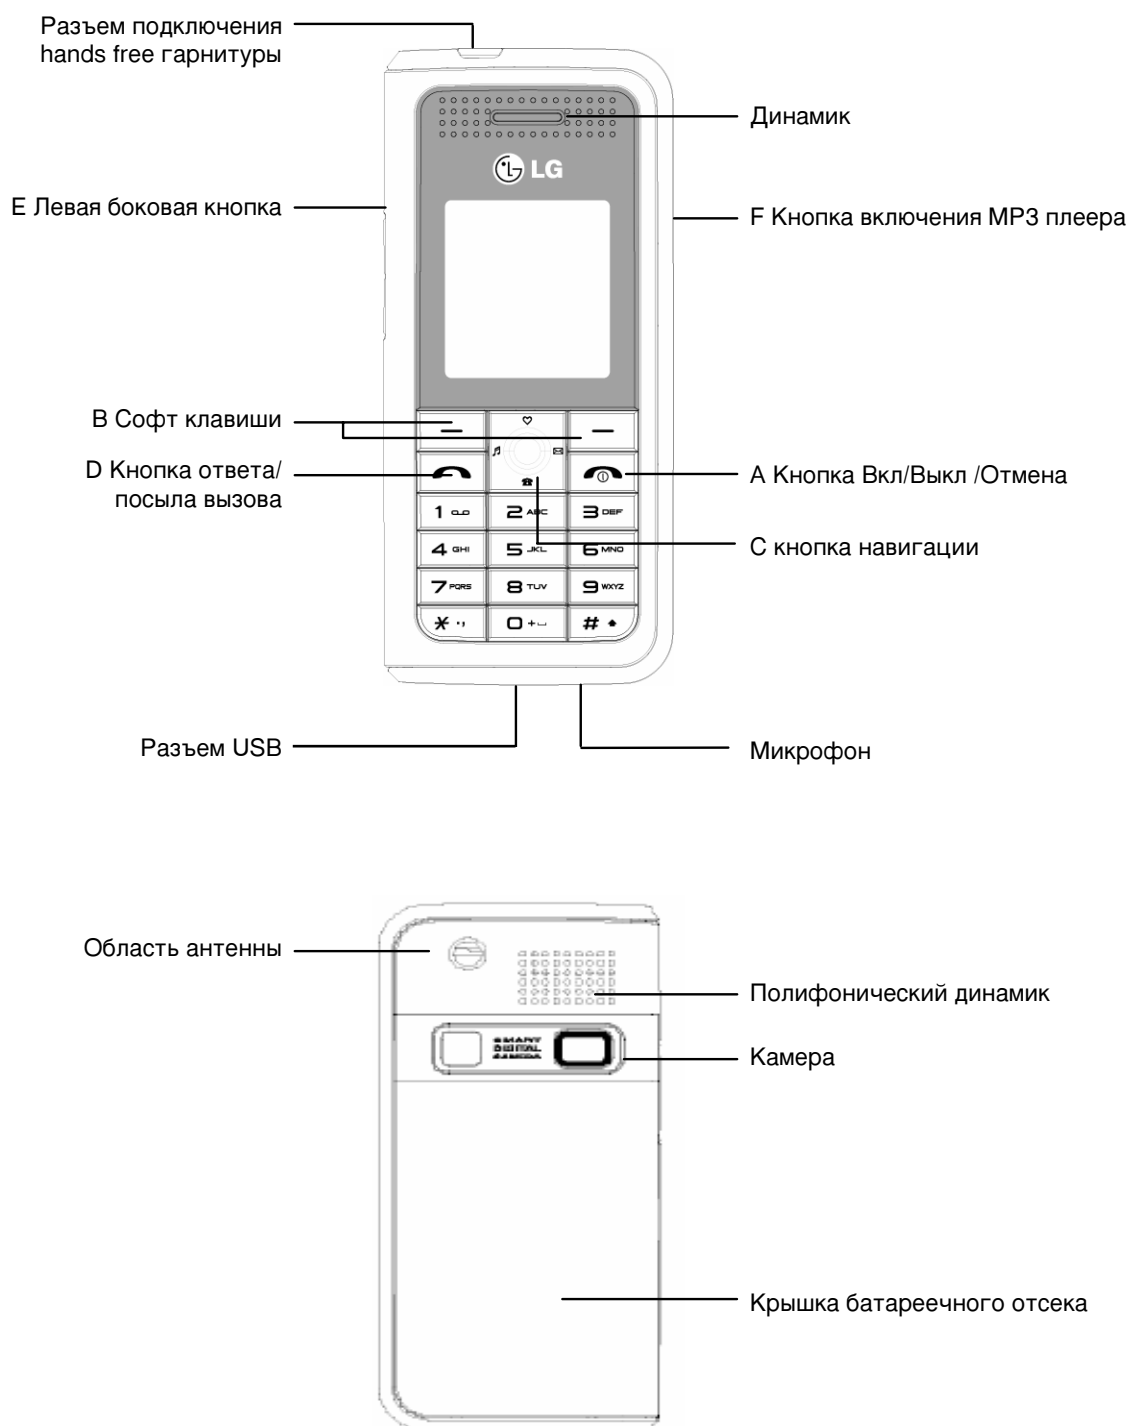 Разъем подключения
hands free гарнитуры
Динамик
LG
E Левая боковая кнопка
F Кнопка включения MP3 плеера
B Софт клавиши
D Кнопка ответа/
посыла вызова
A Кнопка Вкл/Выкл /Отмена
C кнопка навигации
1
2 ABC
3 DEF
4 GHI
5 JKL
6 MNO
7 PQRS
8 TUV
9 WXYZ
* .,
0 +
#
Разъем USB
Микрофон
Область антенны
Полифонический динамик
SMART
DIGITAL
CAMERA
Камера
Крышка батареечного отсека